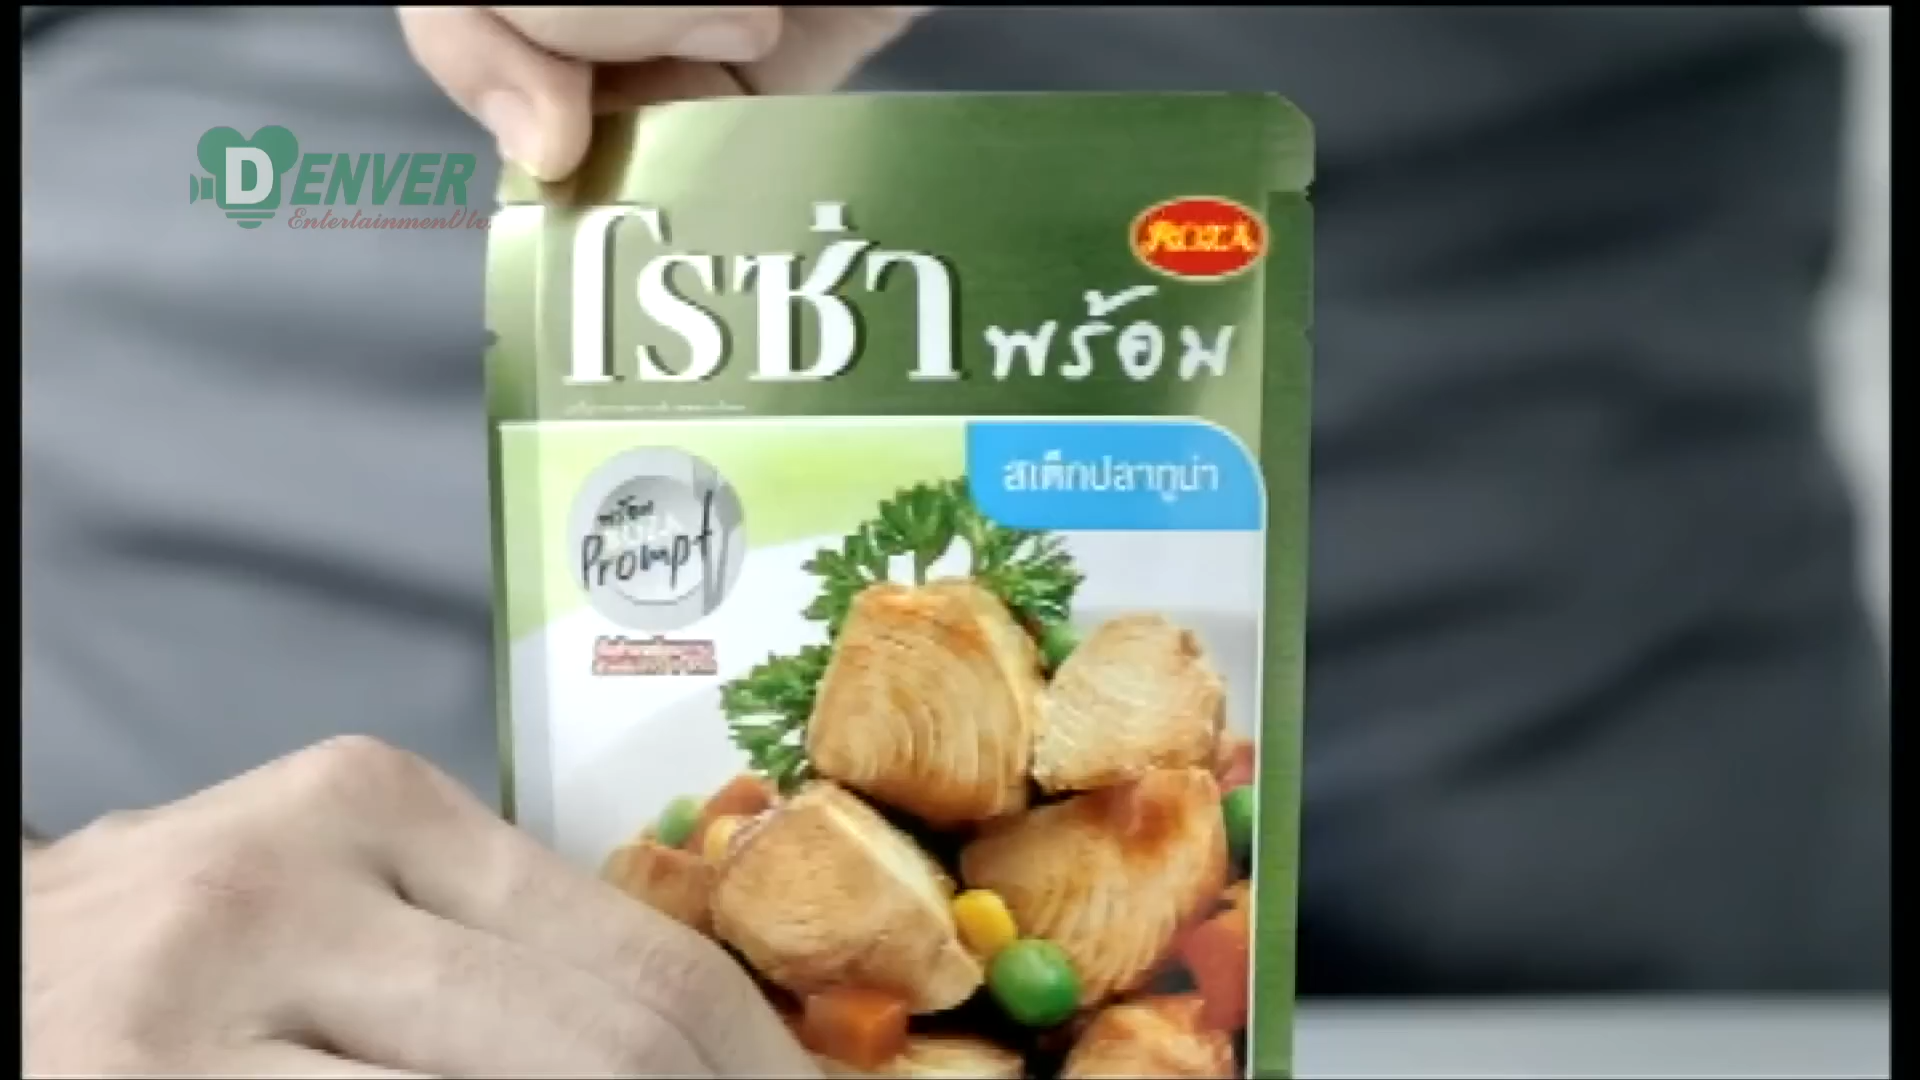 DENVER
โรซ่า พร้อม
ROZA
สเต็กปลาทูน่า
พร้อม
Prompt